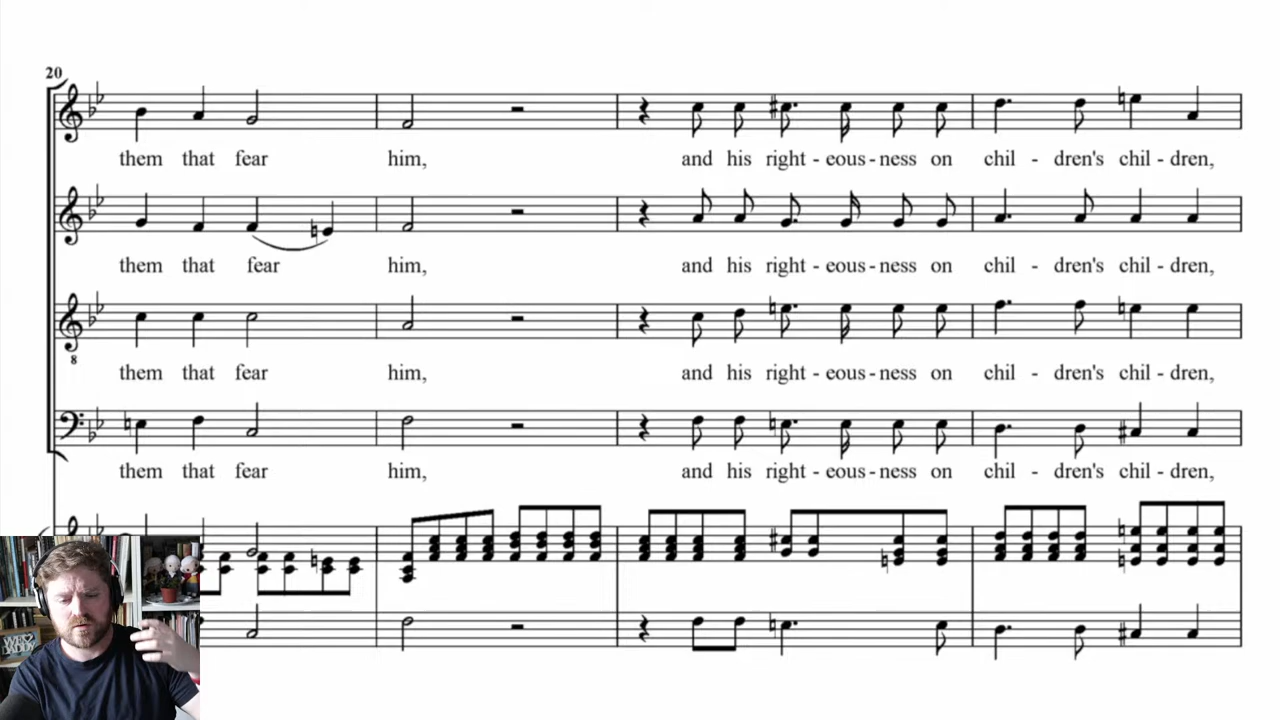 20
them that fear him, and his right - eous - ness on chil - dren's chil - dren,
them that fear him, and his right - eous - ness on chil - dren's chil - dren,
8
them that fear him, and his right - eous - ness on chil - dren's chil - dren,
them that fear him, and his right - eous - ness on chil - dren's chil - dren,
DADDY